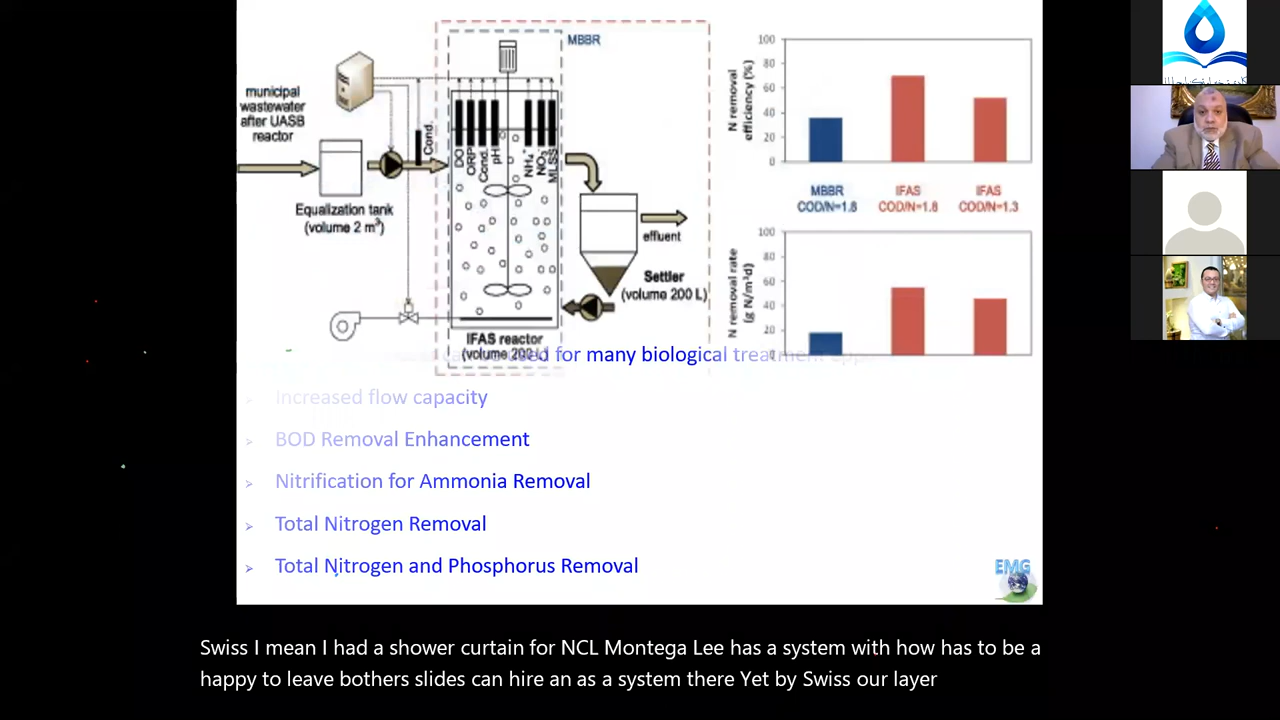 MBBR
municipal
wastewater
after UASB
reactor
Cond.
DO
ORP
Cond.
pH
NH₄⁺
NO₃⁻
MLSS
Equalization tank
(volume 2 m³)
effluent
Settler
(volume 200 L)
IFAS reactor
(volume 200 L)
N removal
efficiency (%)
100
80
60
40
20
0
MBBR
COD/N=1.8
IFAS
COD/N=1.8
IFAS
COD/N=1.3
N removal rate
(g N/m³d)
100
80
60
40
20
0
used for many biological treatment
Increased flow capacity
BOD Removal Enhancement
Nitrification for Ammonia Removal
Total Nitrogen Removal
Total Nitrogen and Phosphorus Removal
EMG
Swiss I mean I had a shower curtain for NCL Montega Lee has a system with how has to be a
happy to leave bothers slides can hire an as a system there Yet by Swiss our layer